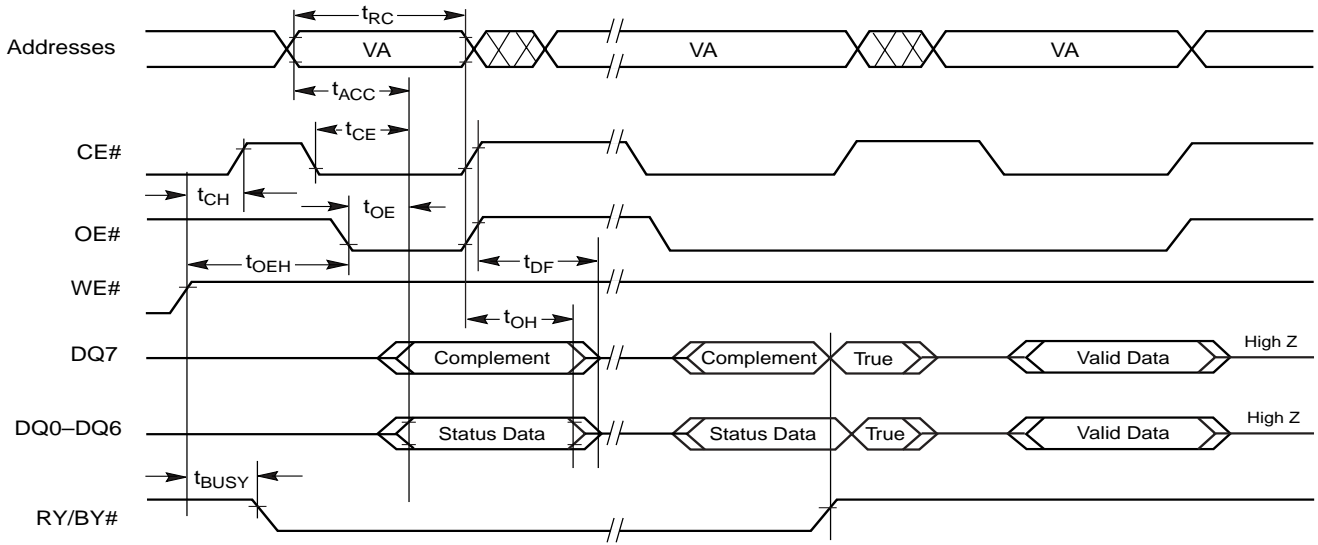 tRC
Addresses VA VA VA
tACC
tCE
CE#
tCH
tOE
OE#
tOEH tDF
WE#
tOH
DQ7 Complement Complement True Valid Data High Z
DQ0–DQ6 Status Data Status Data True Valid Data High Z
tBUSY
RY/BY#